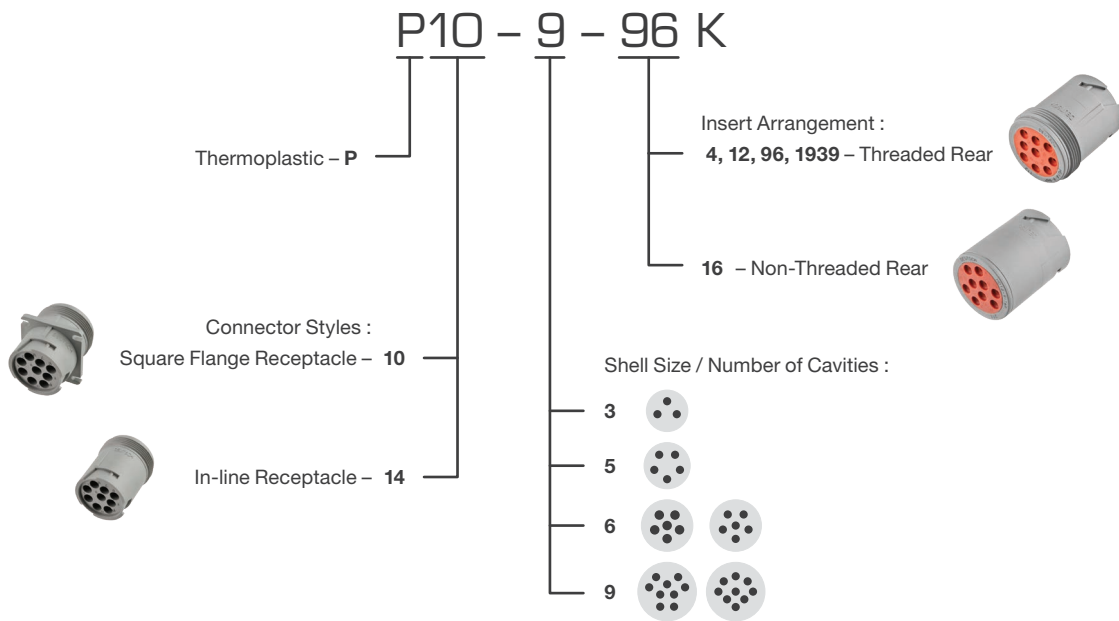 P10 – 9 – 96 K
Thermoplastic – P
Insert Arrangement :
4, 12, 96, 1939 – Threaded Rear
16 – Non-Threaded Rear
Connector Styles :
Square Flange Receptacle – 10
In-line Receptacle – 14
Shell Size / Number of Cavities :
3
5
6
9